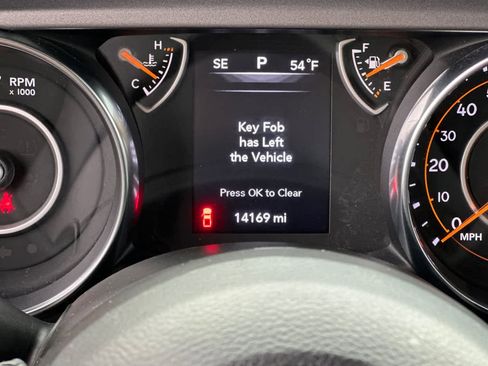 H
C
SE P 54°F
F
E
RPM
x 1000
Key Fob
has Left
the Vehicle
Press OK to Clear
14169 mi
50
40
30
20
10
0
MPH